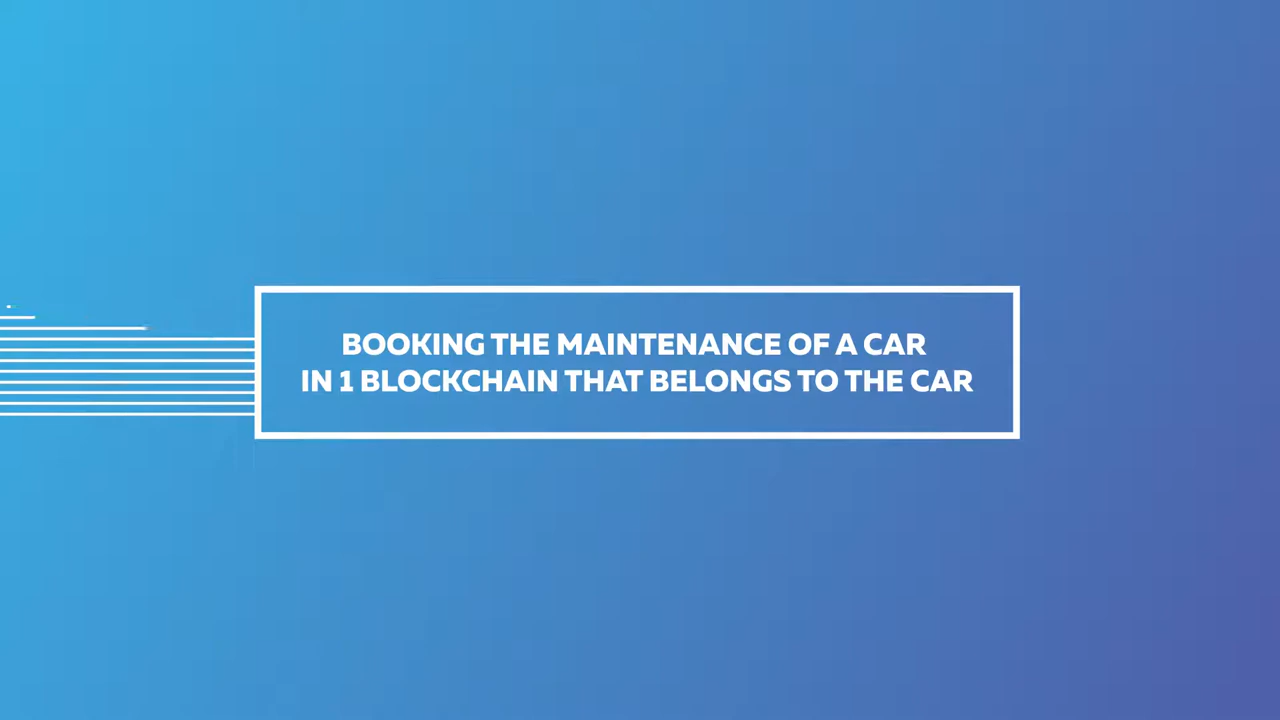 BOOKING THE MAINTENANCE OF A CAR
IN 1 BLOCKCHAIN THAT BELONGS TO THE CAR